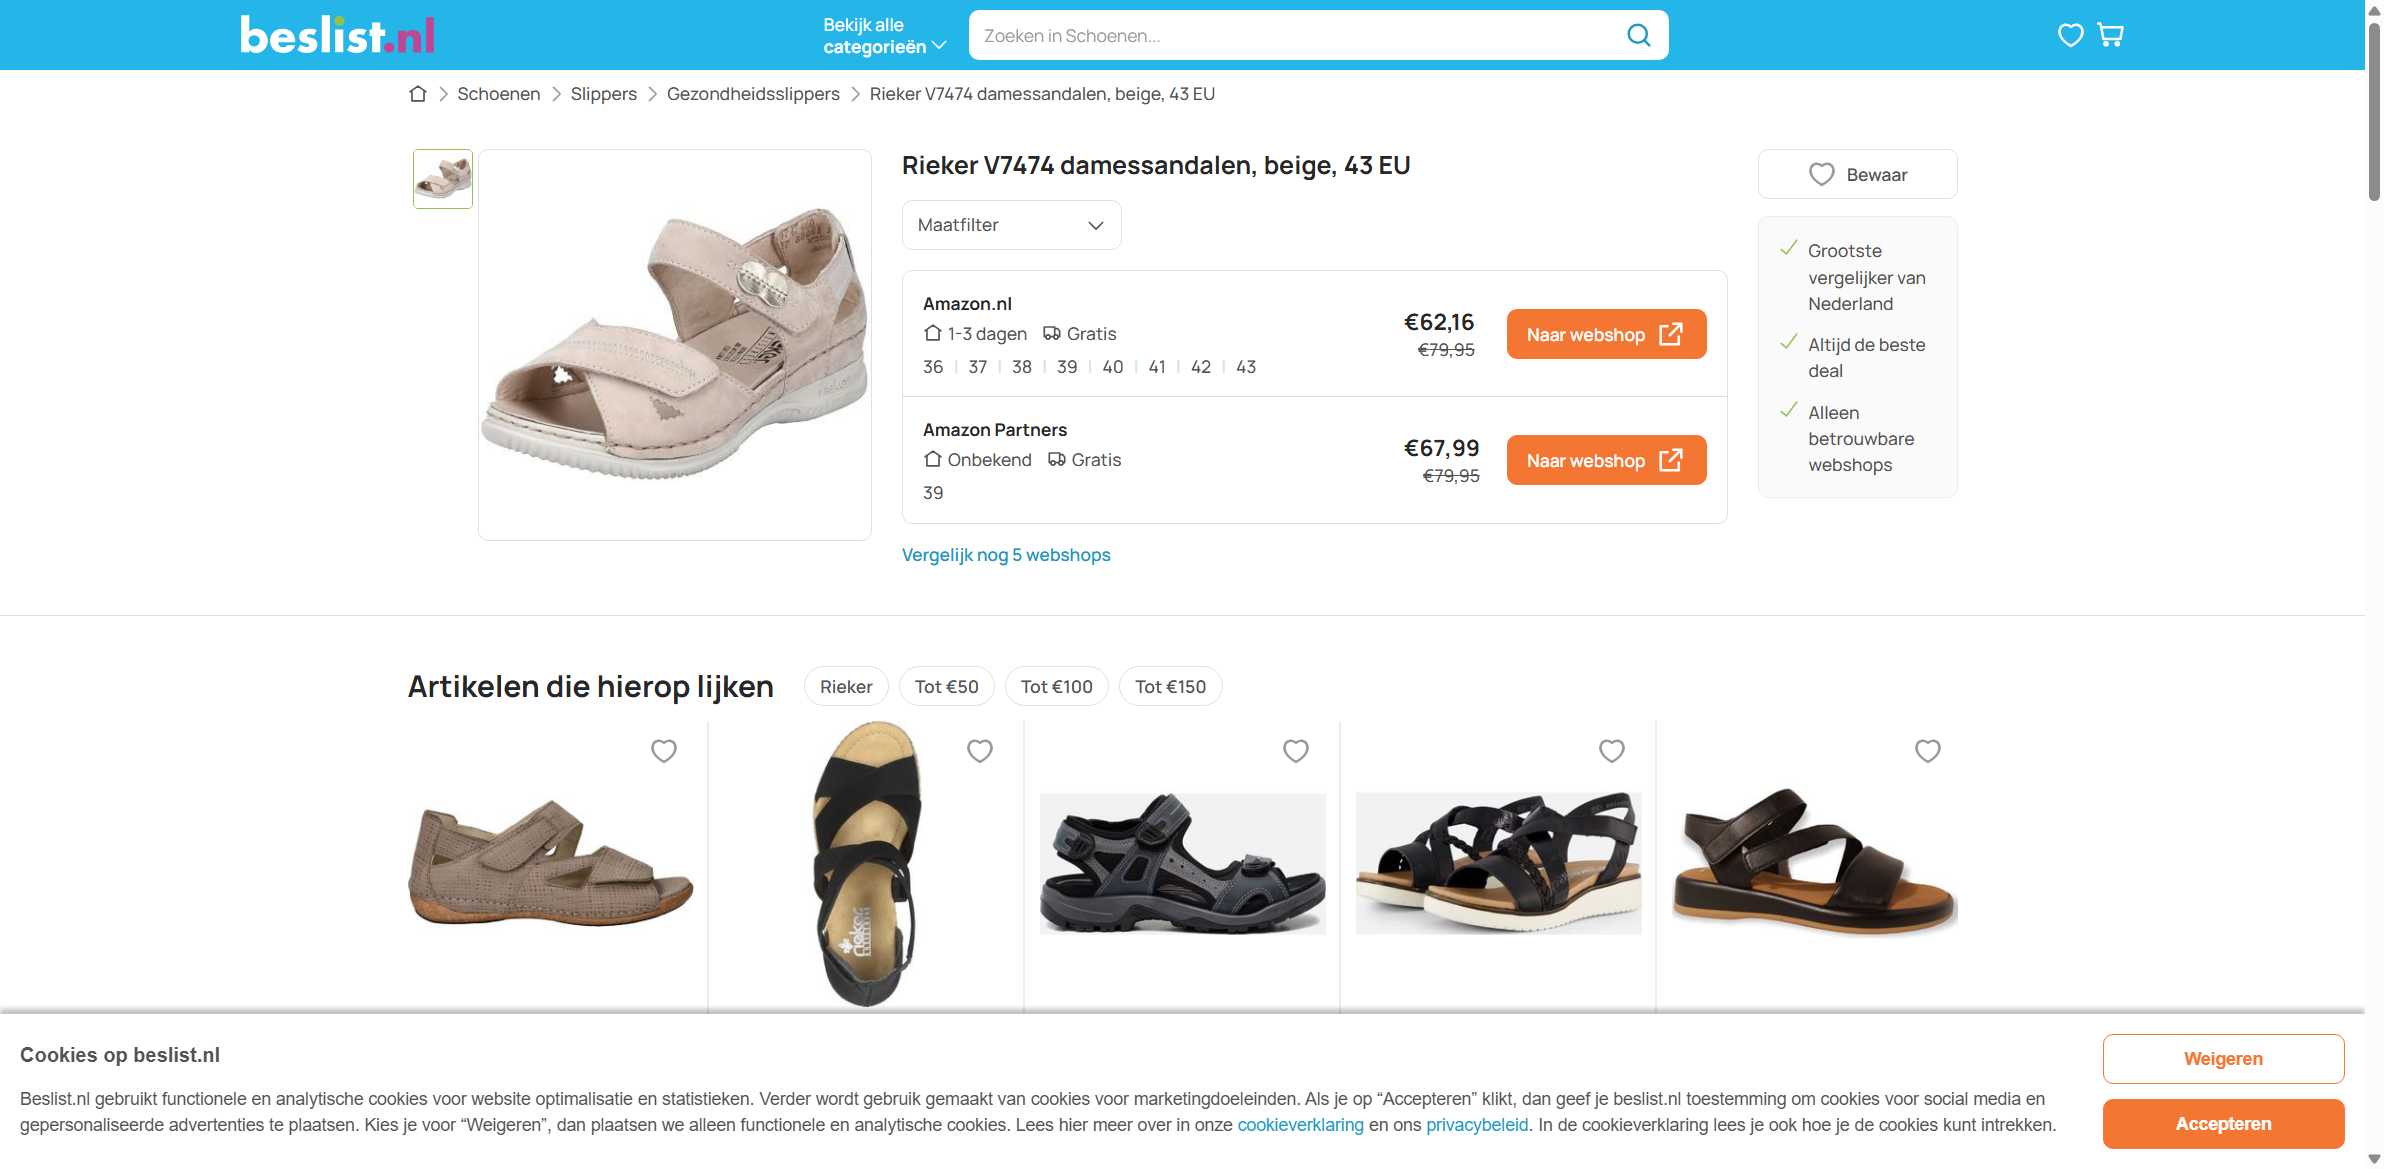 beslist.nl
Bekijk alle
categorieën
Zoeken in Schoenen...
Schoenen
Slippers
Gezondheidsslippers
Rieker V7474 damessandalen, beige, 43 EU
Rieker V7474 damessandalen, beige, 43 EU
Maatfilter
Amazon.nl
1-3 dagen Gratis
36 | 37 | 38 | 39 | 40 | 41 | 42 | 43
€62,16
€79,95
Naar webshop
Amazon Partners
Onbekend Gratis
39
€67,99
€79,95
Naar webshop
Vergelijk nog 5 webshops
Bewaar
Grootste
vergelijker van
Nederland
Altijd de beste
deal
Alleen
betrouwbare
webshops
Artikelen die hierop lijken
Rieker
Tot €50
Tot €100
Tot €150
rieker
Cookies op beslist.nl
Beslist.nl gebruikt functionele en analytische cookies voor website optimalisatie en statistieken. Verder wordt gebruik gemaakt van cookies voor marketingdoeleinden. Als je op “Accepteren” klikt, dan geef je beslist.nl toestemming om cookies voor social media en
gepersonaliseerde advertenties te plaatsen. Kies je voor “Weigeren”, dan plaatsen we alleen functionele en analytische cookies. Lees hier meer over in onze cookieverklaring en ons privacybeleid. In de cookieverklaring lees je ook hoe je de cookies kunt intrekken.
Weigeren
Accepteren